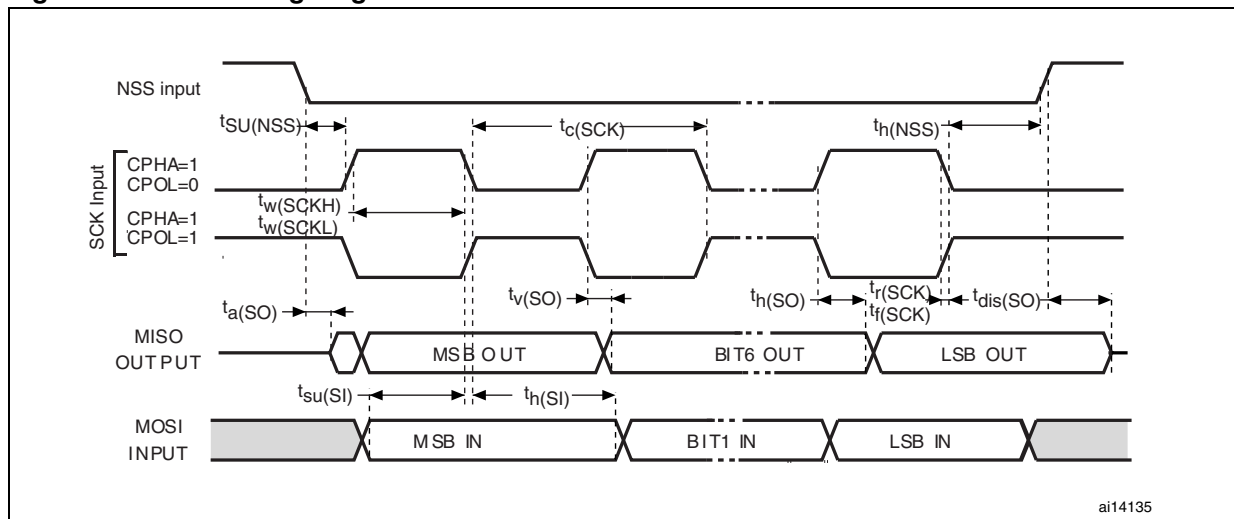 NSS input
tSU(NSS)
tc(SCK)
th(NSS)
SCK Input
CPHA=1
CPOL=0
tw(SCKH)
tw(SCKL)
CPHA=1
CPOL=1
ta(SO)
tv(SO)
th(SO)
tr(SCK)
tf(SCK)
tdis(SO)
MISO
OUTPUT
MSB OUT
BIT6 OUT
LSB OUT
tsu(SI)
th(SI)
MOSI
INPUT
MSB IN
BIT1 IN
LSB IN
ai14135